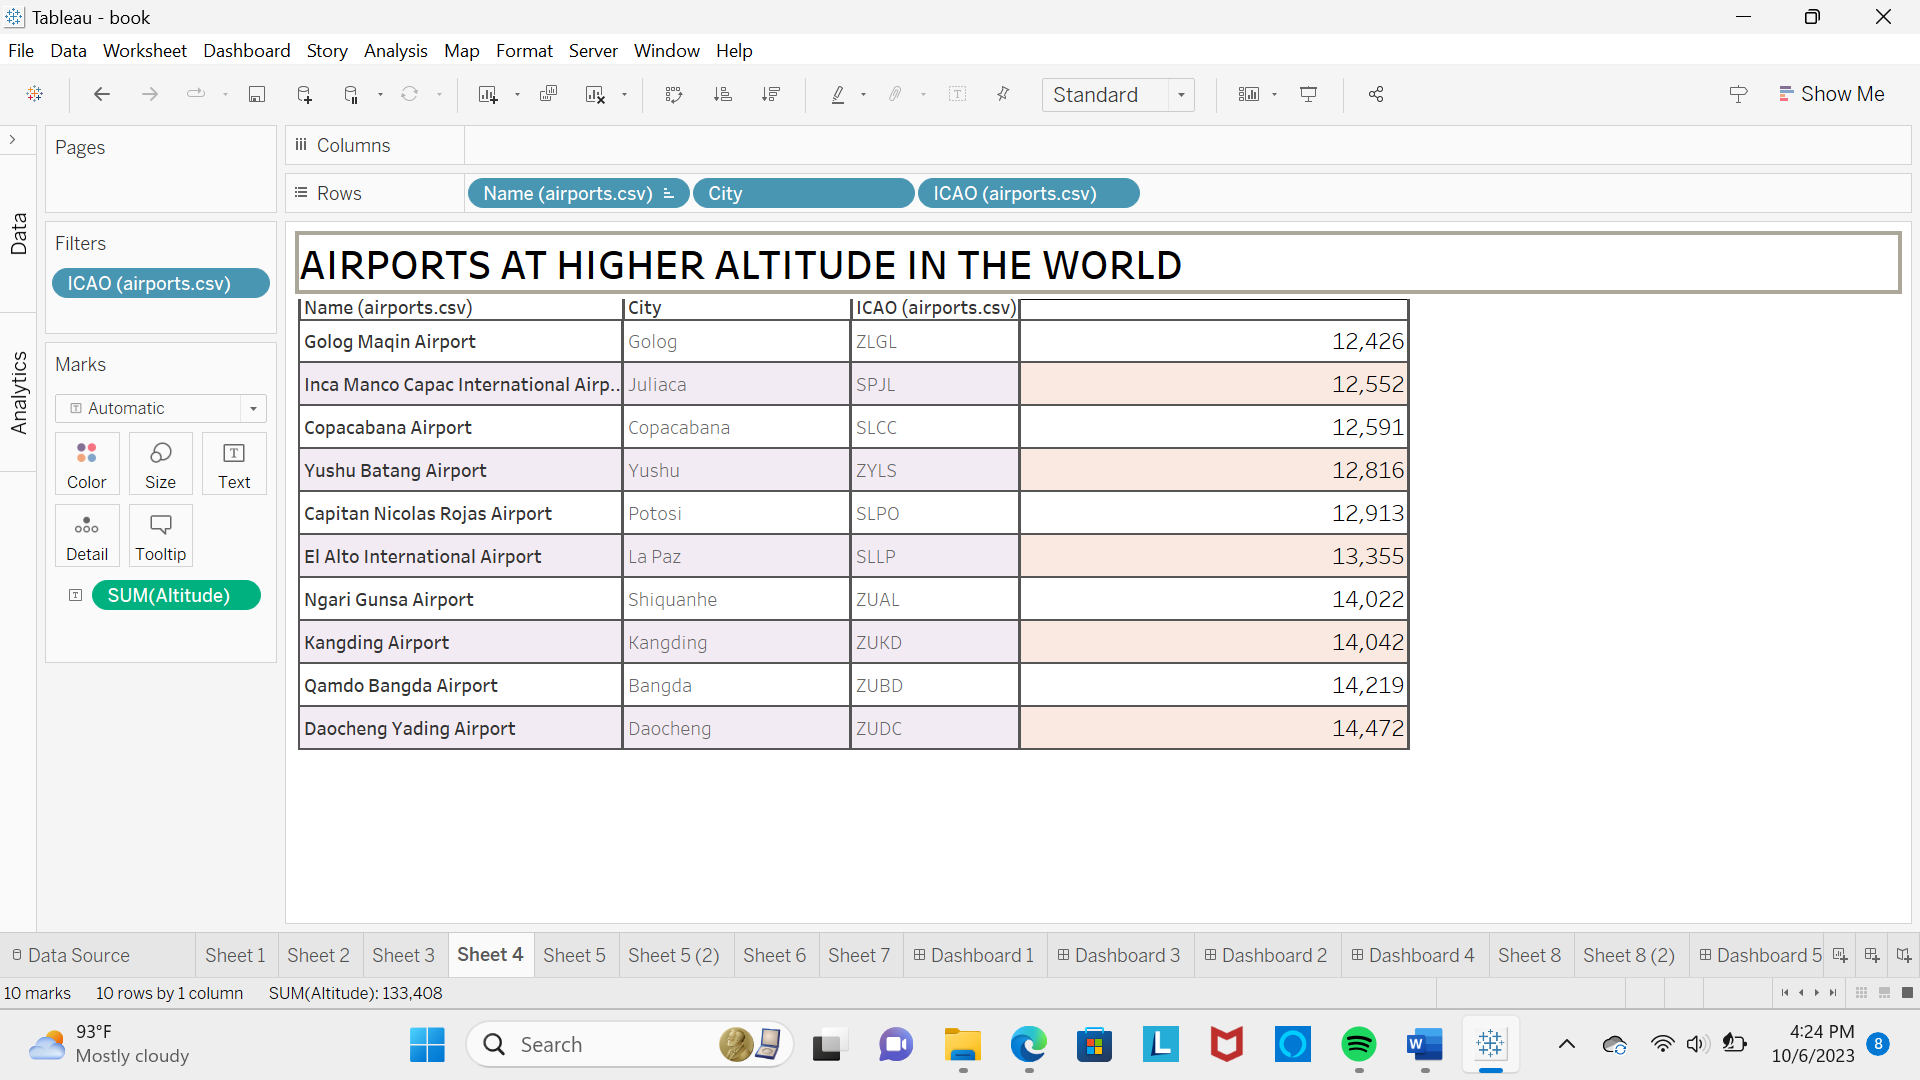 Tableau - book
File Data Worksheet Dashboard Story Analysis Map Format Server Window Help
Standard
Show Me
Data
Analytics
Pages
Columns
Rows Name (airports.csv) City ICAO (airports.csv)
Filters
ICAO (airports.csv)
Marks
Automatic
Color Size Text
Detail Tooltip
SUM(Altitude)
AIRPORTS AT HIGHER ALTITUDE IN THE WORLD
Name (airports.csv) City ICAO (airports.csv)
Golog Maqin Airport Golog ZLGL 12,426
Inca Manco Capac International Airp.. Juliaca SPJL 12,552
Copacabana Airport Copacabana SLCC 12,591
Yushu Batang Airport Yushu ZYLS 12,816
Capitan Nicolas Rojas Airport Potosi SLPO 12,913
El Alto International Airport La Paz SLLP 13,355
Ngari Gunsa Airport Shiquanhe ZUAL 14,022
Kangding Airport Kangding ZUKD 14,042
Qamdo Bangda Airport Bangda ZUBD 14,219
Daocheng Yading Airport Daocheng ZUDC 14,472
Data Source Sheet 1 Sheet 2 Sheet 3 Sheet 4 Sheet 5 Sheet 5 (2) Sheet 6 Sheet 7 Dashboard 1 Dashboard 3 Dashboard 2 Dashboard 4 Sheet 8 Sheet 8 (2) Dashboard 5
10 marks 10 rows by 1 column SUM(Altitude): 133,408
93°F
Mostly cloudy
Search
4:24 PM
10/6/2023
8